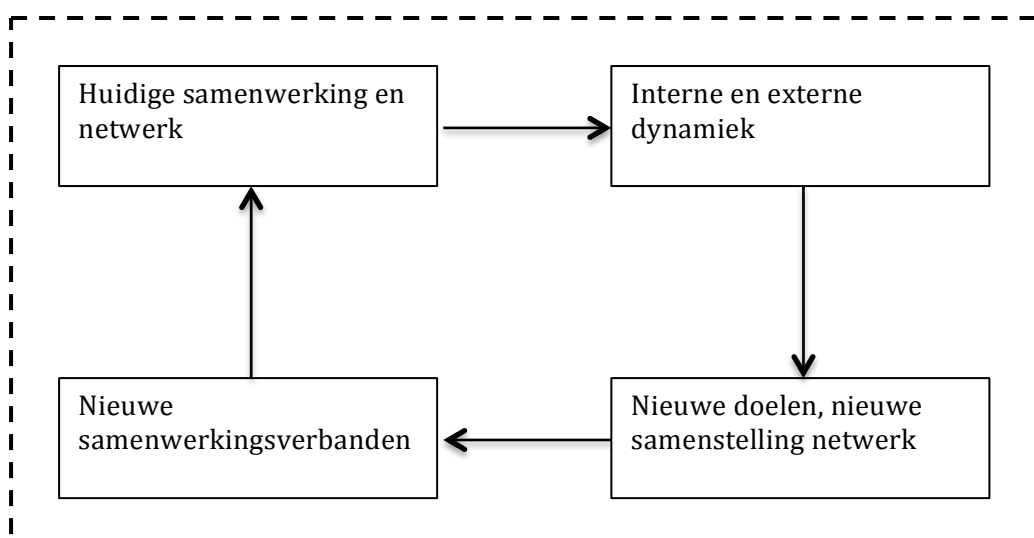 Huidige samenwerking en
netwerk
Interne en externe
dynamiek
Nieuwe
samenwerkingsverbanden
Nieuwe doelen, nieuwe
samenstelling netwerk